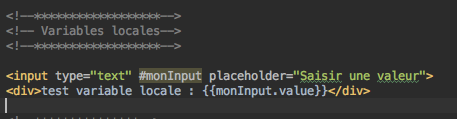 <!--******************-->
<!-- Variables locales-->
<!--******************-->
<input type="text" #monInput placeholder="Saisir une valeur">
<div>test variable locale : {{monInput.value}}</div>